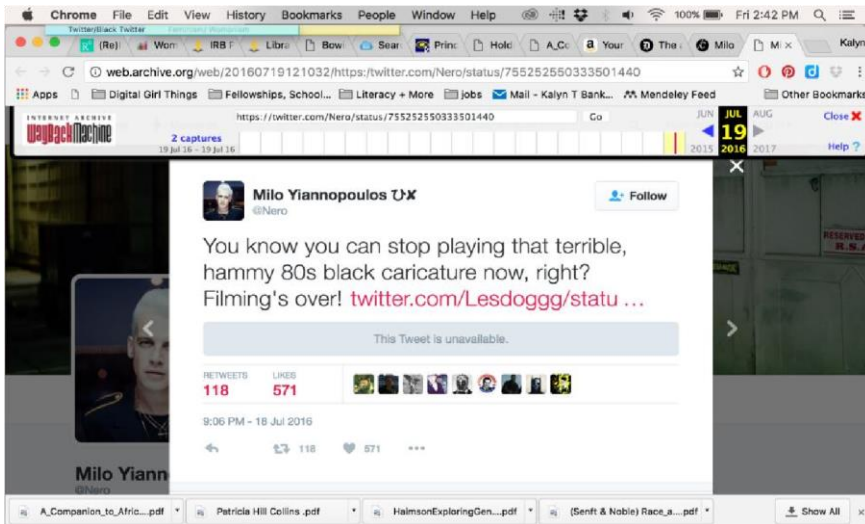 Chrome File Edit View History Bookmarks People Window Help 100% Fri 2:42 PM
Twitter/Black Twitter
(Re)I Wom IRB F Libra Bow Sear Princ Hold A_Cc Your The Milo Mi Kalyn
web.archive.org/web/20160719121032/https:/twitter.com/Nero/status/755252550333501440
Apps Digital Girl Things Fellowships, School... Literacy + More jobs Mail - Kalyn T Bank... Mendeley Feed Other Bookmarks
INTERNET ARCHIVE https://twitter.com/Nero/status/755252550333501440 Go JUN JUL AUG Close
WayBackMachine 2 captures 19
19 Jul 16 - 19 Jul 16 2015 2016 2017 Help ?
Milo Yiannopoulos
@Nero
Follow
You know you can stop playing that terrible,
hammy 80s black caricature now, right?
Filming's over! twitter.com/Lesdoggg/statu ...
This Tweet is unavailable.
RETWEETS LIKES
118 571
9:06 PM - 18 Jul 2016
118 571
Milo Yiann
@Nero
RESERVED
R.S.
A_Companion_to_Afric....pdf Patricia Hill Collins .pdf HaimsonExploringGen....pdf (Senft & Noble) Race_a....pdf Show All